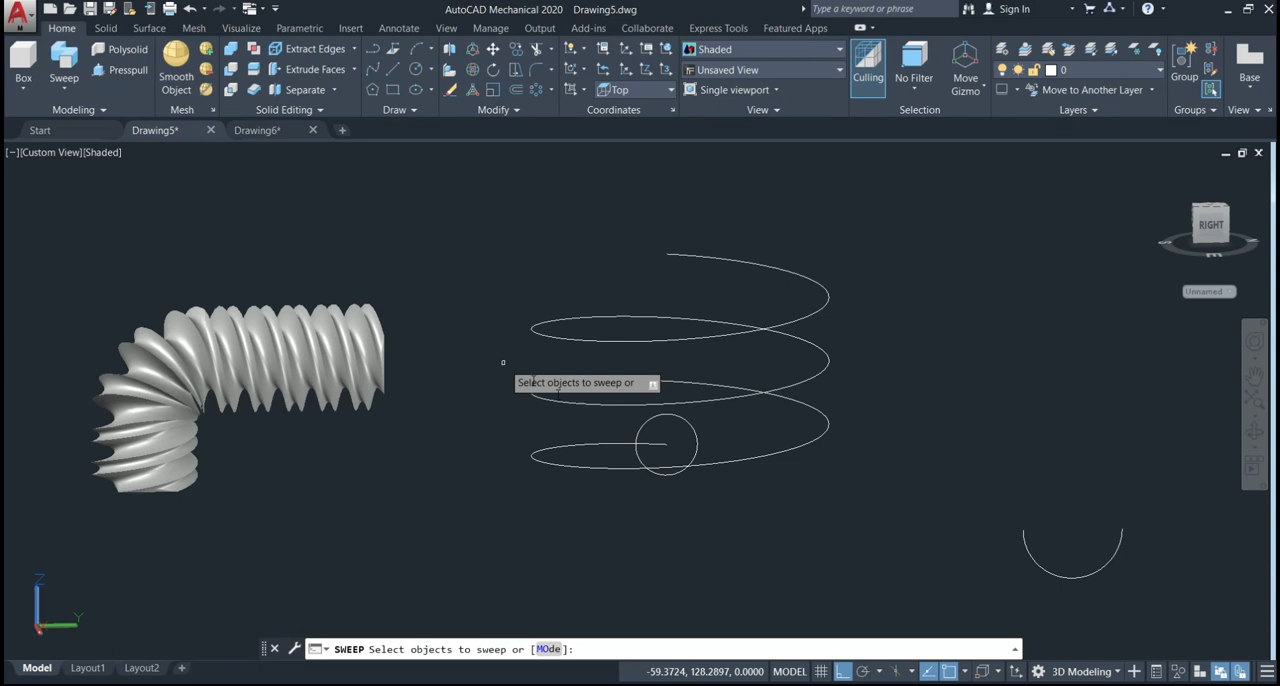 AutoCAD Mechanical 2020 Drawing5.dwg
Type a keyword or phrase
Sign In
Home Solid Surface Mesh Visualize Parametric Insert Annotate View Manage Output Add-ins Collaborate Express Tools Featured Apps
Box
Sweep
Polysolid
Presspull
Smooth
Object
Extract Edges
Extrude Faces
Separate
Top
Shaded
Unsaved View
Single viewport
Culling
No Filter
Move
Gizmo
0
Move to Another Layer
Group
Base
Modeling Mesh Solid Editing Draw Modify Coordinates View Selection Layers Groups View
Start Drawing5* Drawing6*
[−][Custom View][Shaded]
RIGHT
Unnamed
Select objects to sweep or
Z
Y
SWEEP Select objects to sweep or [MOde]:
Model Layout1 Layout2
-59.3724, 128.2897, 0.0000 MODEL
3D Modeling